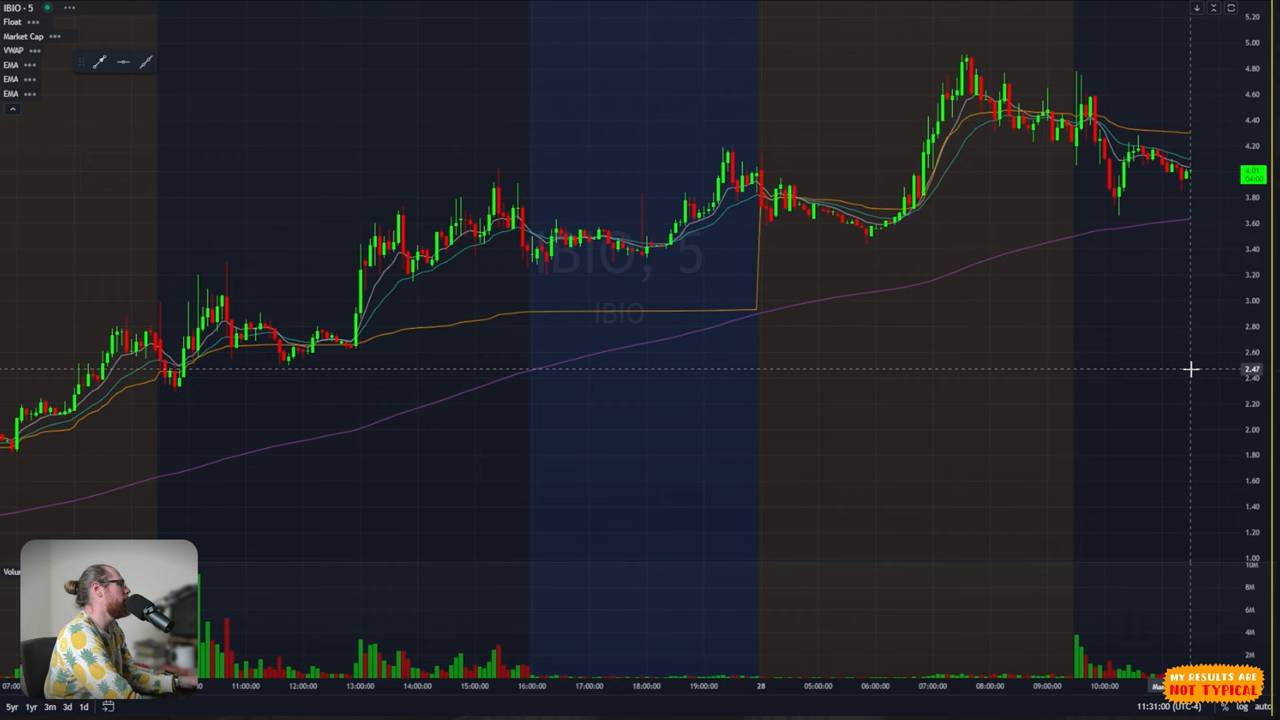 IBIO - 5
Float
Market Cap
VWAP
EMA
EMA
EMA
IBIO, 5
IBIO
5.20
5.00
4.80
4.60
4.40
4.20
4.01
04:00
3.80
3.60
3.40
3.20
3.00
2.80
2.60
2.47
2.40
2.20
2.00
1.80
1.60
1.40
1.20
1.00
10M
8M
6M
4M
2M
07:00
11:00:00 12:00:00 13:00:00 14:00:00 15:00:00 16:00:00 17:00:00 18:00:00 19:00:00 28 05:00:00 06:00:00 07:00:00 08:00:00 09:00:00 10:00:00
5yr 1yr 3m 3d 1d
11:31:00 (UTC-4) % log auto
MY RESULTS ARE
NOT TYPICAL